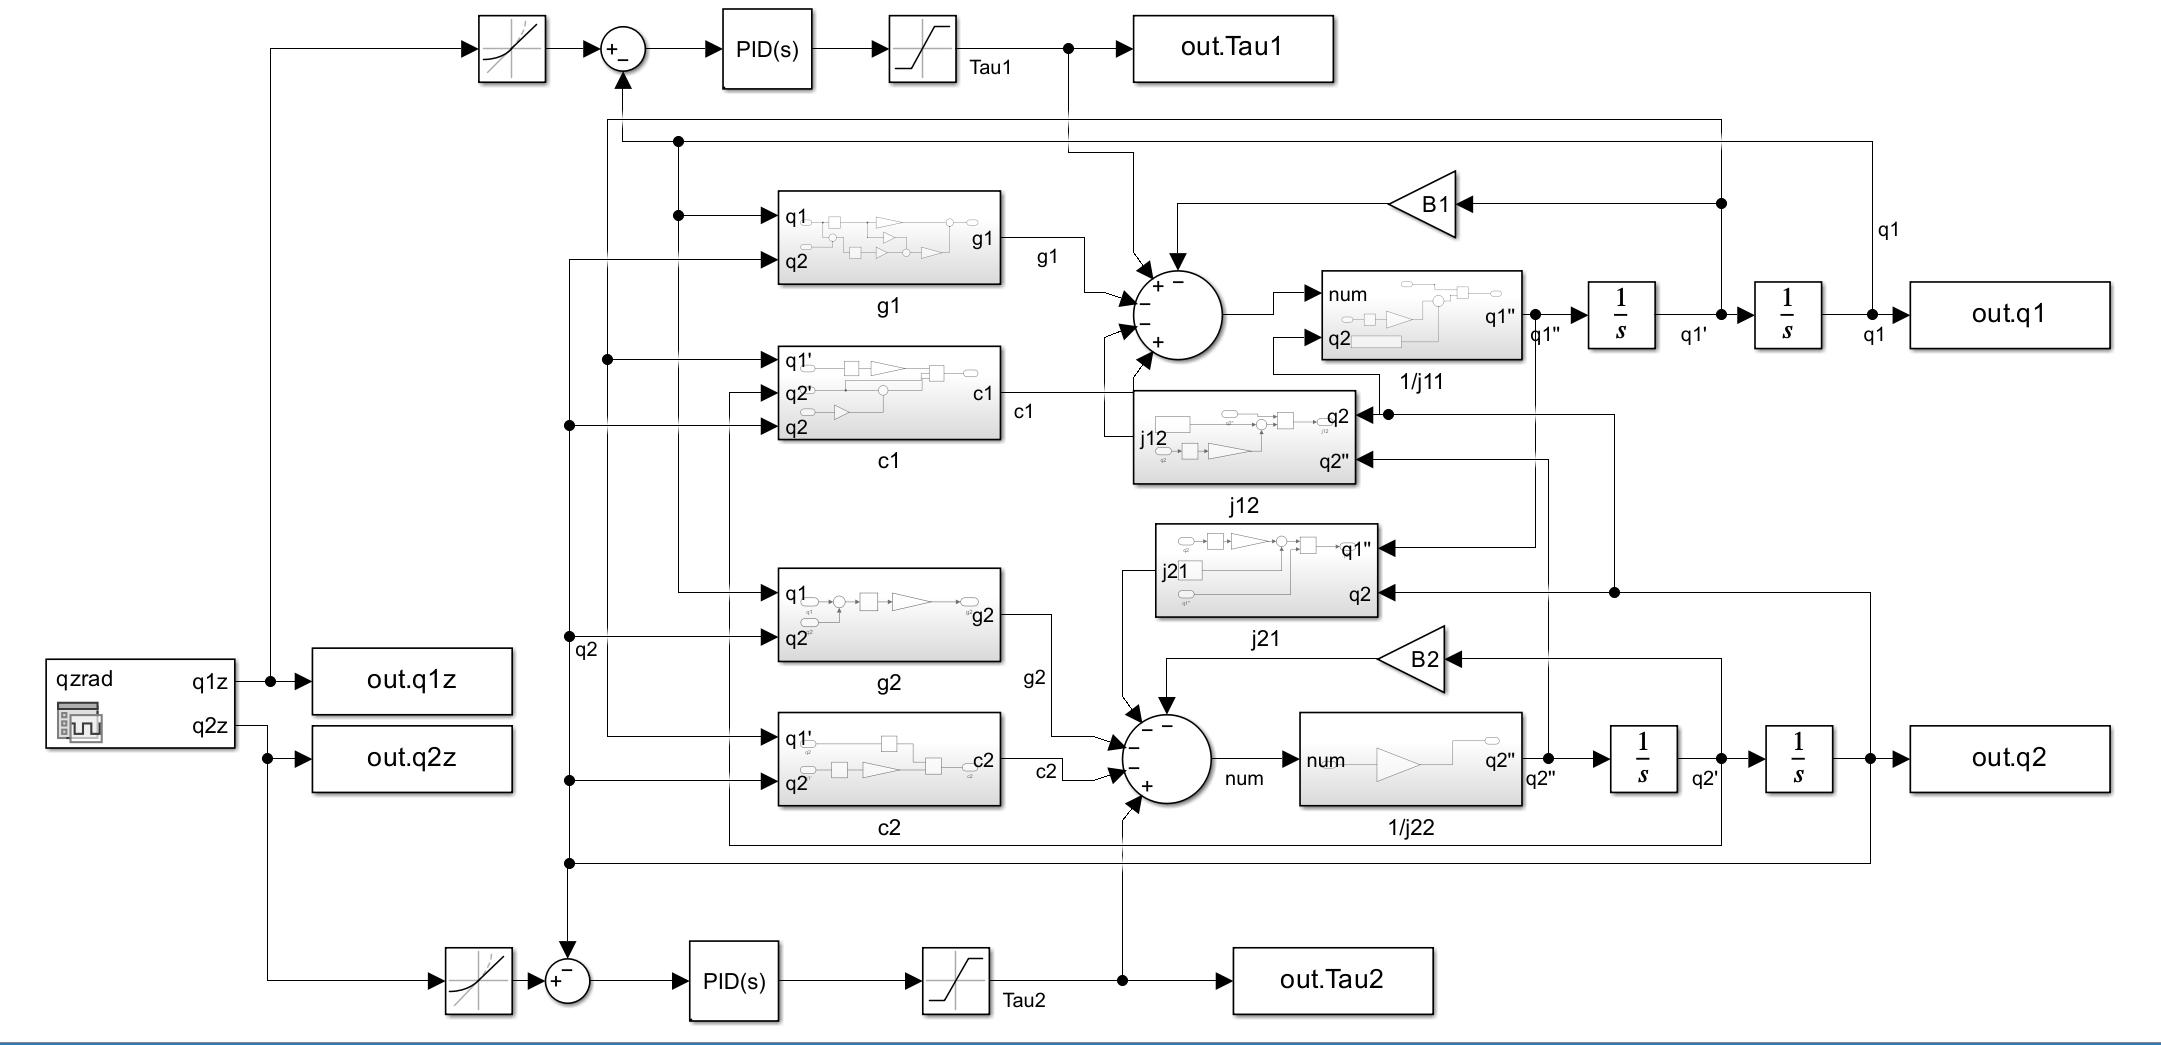 PID(s)
Tau1
out.Tau1
q1
q2
g1
g1
g1
B1
q1
num
q2
q1"
1/j11
q1"
1
s
q1'
1
s
q1
out.q1
q1'
q2'
q2
c1
c1
c1
q2
q2"
j12
j12
q1"
q2
j21
j21
q1
q2
g2
g2
g2
q2
B2
qzrad
q1z
q2z
out.q1z
out.q2z
q1'
q2
c2
c2
c2
num
num
q2"
1/j22
q2"
1
s
q2'
1
s
out.q2
PID(s)
Tau2
out.Tau2